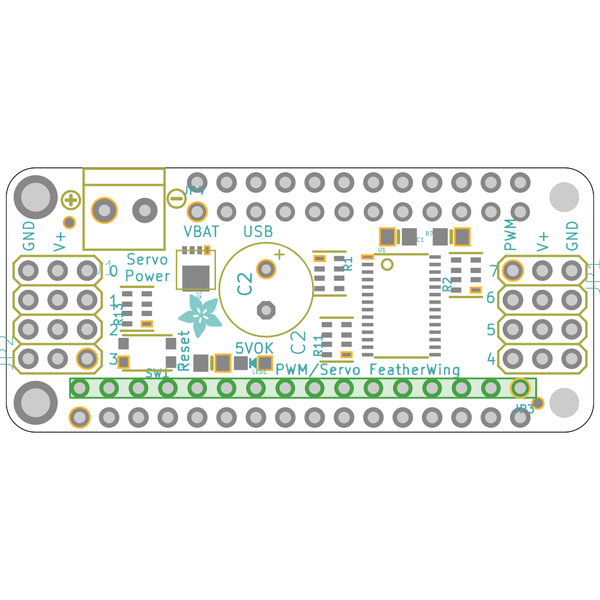 JP4
VBAT USB
GND V+
PWM V+ GND
Servo
Power
0
1
2
3
7
6
5
4
C2
C2
R1
R2
R7
C1
U1
R13
R11
JP2
JP1
Reset
5VOK
LED1
SW1
PWM/Servo FeatherWing
JP3